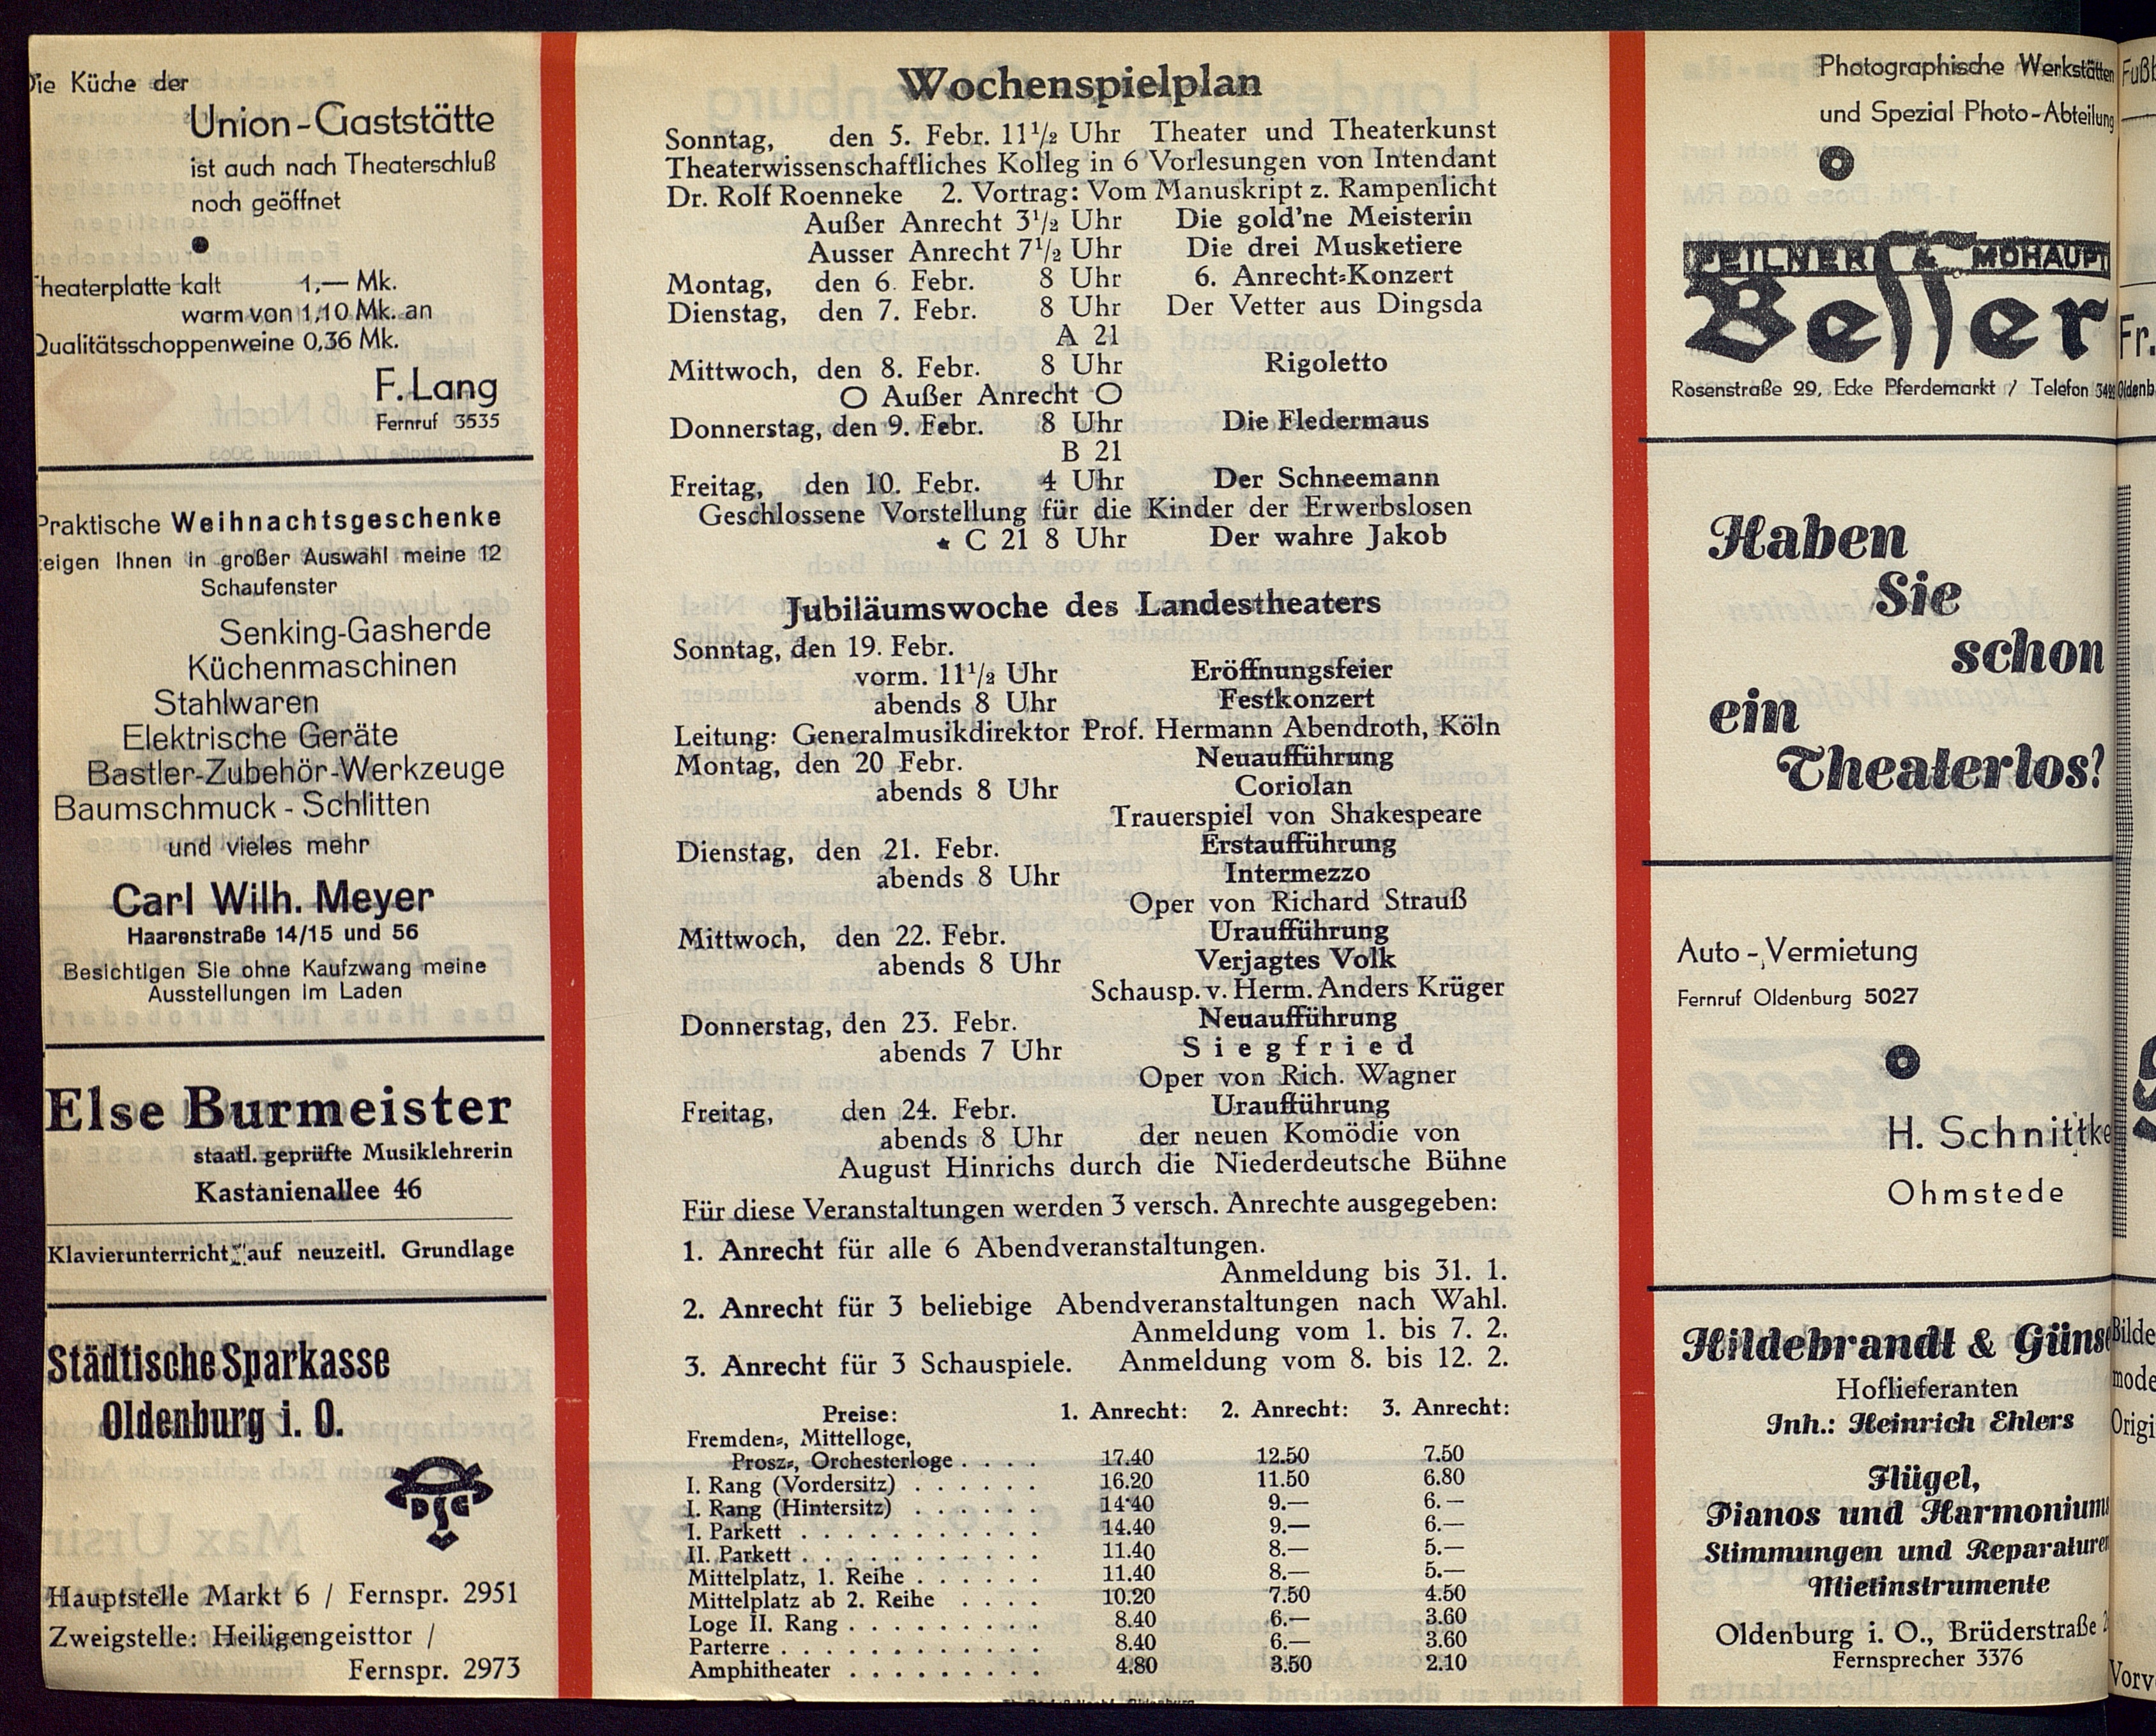 Die Küche der
Union-Gaststätte
ist auch nach Theaterschluß
noch geöffnet
Theaterplatte kalt 1,— Mk.
warm von 1,10 Mk. an
Qualitätsschoppenweine 0,36 Mk.
F. Lang
Fernruf 3535
Praktische Weihnachtsgeschenke
zeigen Ihnen in großer Auswahl meine 12
Schaufenster
Senking-Gasherde
Küchenmaschinen
Stahlwaren
Elektrische Geräte
Bastler-Zubehör-Werkzeuge
Baumschmuck - Schlitten
und vieles mehr
Carl Wilh. Meyer
Haarenstraße 14/15 und 56
Besichtigen Sie ohne Kaufzwang meine
Ausstellungen im Laden
Else Burmeister
staatl. geprüfte Musiklehrerin
Kastanienallee 46
Klavierunterricht auf neuzeitl. Grundlage
Städtische Sparkasse
Oldenburg i. O.
DSG
Hauptstelle Markt 6 / Fernspr. 2951
Zweigstelle: Heiligengeisttor /
Fernspr. 2973
Wochenspielplan
Sonntag, den 5. Febr. 11½ Uhr Theater und Theaterkunst
Theaterwissenschaftliches Kolleg in 6 Vorlesungen von Intendant
Dr. Rolf Roenneke 2. Vortrag: Vom Manuskript z. Rampenlicht
Außer Anrecht 3½ Uhr Die gold'ne Meisterin
Ausser Anrecht 7½ Uhr Die drei Musketiere
Montag, den 6. Febr. 8 Uhr 6. Anrecht-Konzert
Dienstag, den 7. Febr. 8 Uhr Der Vetter aus Dingsda
A 21
Mittwoch, den 8. Febr. 8 Uhr Rigoletto
O Außer Anrecht O
Donnerstag, den 9. Febr. 8 Uhr Die Fledermaus
B 21
Freitag, den 10. Febr. 4 Uhr Der Schneemann
Geschlossene Vorstellung für die Kinder der Erwerbslosen
* C 21 8 Uhr Der wahre Jakob
Jubiläumswoche des Landestheaters
Sonntag, den 19. Febr.
vorm. 11½ Uhr Eröffnungsfeier
abends 8 Uhr Festkonzert
Leitung: Generalmusikdirektor Prof. Hermann Abendroth, Köln
Montag, den 20 Febr. Neuaufführung
abends 8 Uhr Coriolan
Trauerspiel von Shakespeare
Dienstag, den 21. Febr. Erstaufführung
abends 8 Uhr Intermezzo
Oper von Richard Strauß
Mittwoch, den 22. Febr. Uraufführung
abends 8 Uhr Verjagtes Volk
Schausp. v. Herm. Anders Krüger
Donnerstag, den 23. Febr. Neuaufführung
abends 7 Uhr Siegfried
Oper von Rich. Wagner
Freitag, den 24. Febr. Uraufführung
abends 8 Uhr der neuen Komödie von
August Hinrichs durch die Niederdeutsche Bühne
Für diese Veranstaltungen werden 3 versch. Anrechte ausgegeben:
1. Anrecht für alle 6 Abendveranstaltungen.
Anmeldung bis 31. 1.
2. Anrecht für 3 beliebige Abendveranstaltungen nach Wahl.
Anmeldung vom 1. bis 7. 2.
3. Anrecht für 3 Schauspiele. Anmeldung vom 8. bis 12. 2.
Preise: 1. Anrecht: 2. Anrecht: 3. Anrecht:
Fremden-, Mittelloge,
Prosz-, Orchesterloge . . . . 17.40 12.50 7.50
I. Rang (Vordersitz) . . . . . . 16.20 11.50 6.80
I. Rang (Hintersitz) . . . . . . 14.40 9.— 6.—
I. Parkett . . . . . . . . . . . 14.40 9.— 6.—
II. Parkett . . . . . . . . . . . 11.40 8.— 5.—
Mittelplatz, 1. Reihe . . . . . . 11.40 8.— 5.—
Mittelplatz ab 2. Reihe . . . . 10.20 7.50 4.50
Loge II. Rang . . . . . . . . . 8.40 6.— 3.60
Parterre . . . . . . . . . . . . 8.40 6.— 3.60
Amphitheater . . . . . . . . . 4.80 3.50 2.10
Photographische Werkstätten
und Spezial Photo-Abteilung
FEILNER & MOHAUPT
Besser
Rosenstraße 29, Ecke Pferdemarkt / Telefon
Haben
Sie
schon
ein
Theaterlos?
Auto-Vermietung
Fernruf Oldenburg 5027
H. Schnittke
Ohmstede
Hildebrandt &
Hoflieferanten
Inh.: Heinrich Ehlers
Flügel,
Pianos und Harmoniums
Stimmungen und Reparaturen
Mietinstrumente
Oldenburg i. O., Brüderstraße
Fernsprecher 3376
Fr.